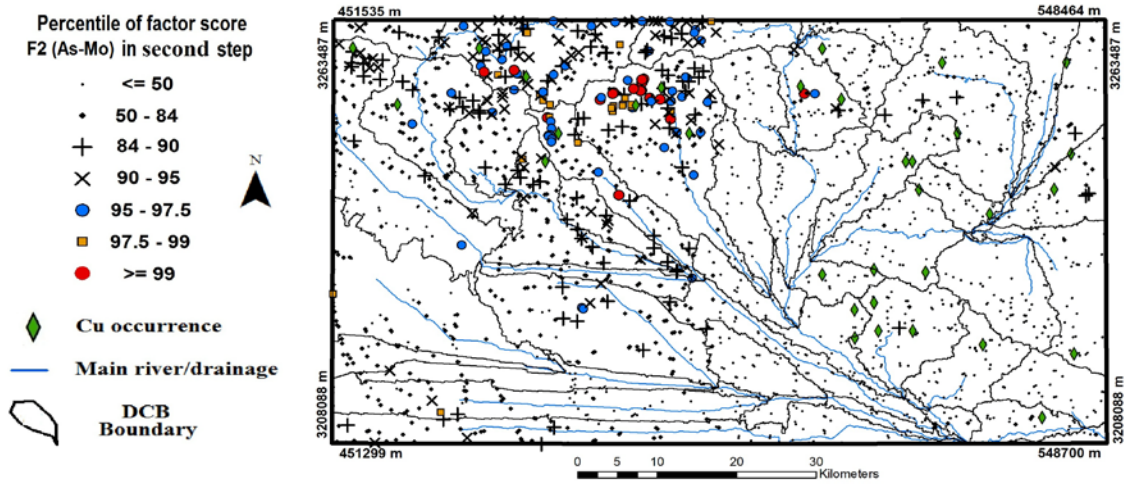 Percentile of factor score
F2 (As-Mo) in second step
<= 50
50 - 84
84 - 90
90 - 95
95 - 97.5
97.5 - 99
>= 99
Cu occurrence
Main river/drainage
DCB
Boundary
N
451535 m
548464 m
3263487 m
3263487 m
3208088 m
3208088 m
451299 m
548700 m
0 5 10 20 30
Kilometers